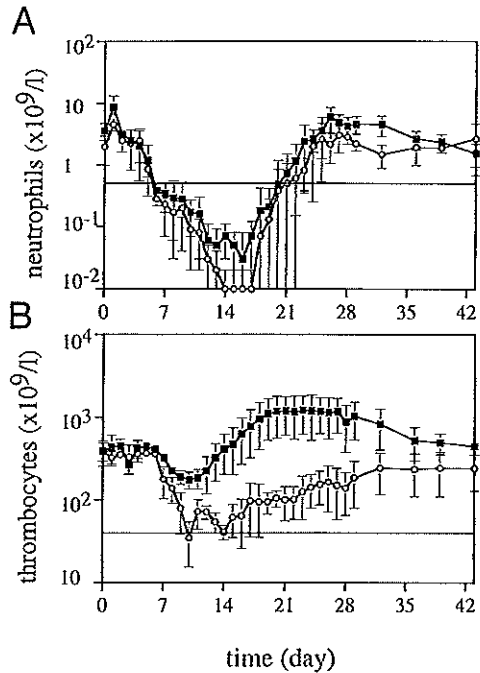 A
neutrophils (x10⁹/l)
10²
10
1
10⁻¹
10⁻²
0 7 14 21 28 35 42
B
thrombocytes (x10⁹/l)
10⁴
10³
10²
10
0 7 14 21 28 35 42
time (day)